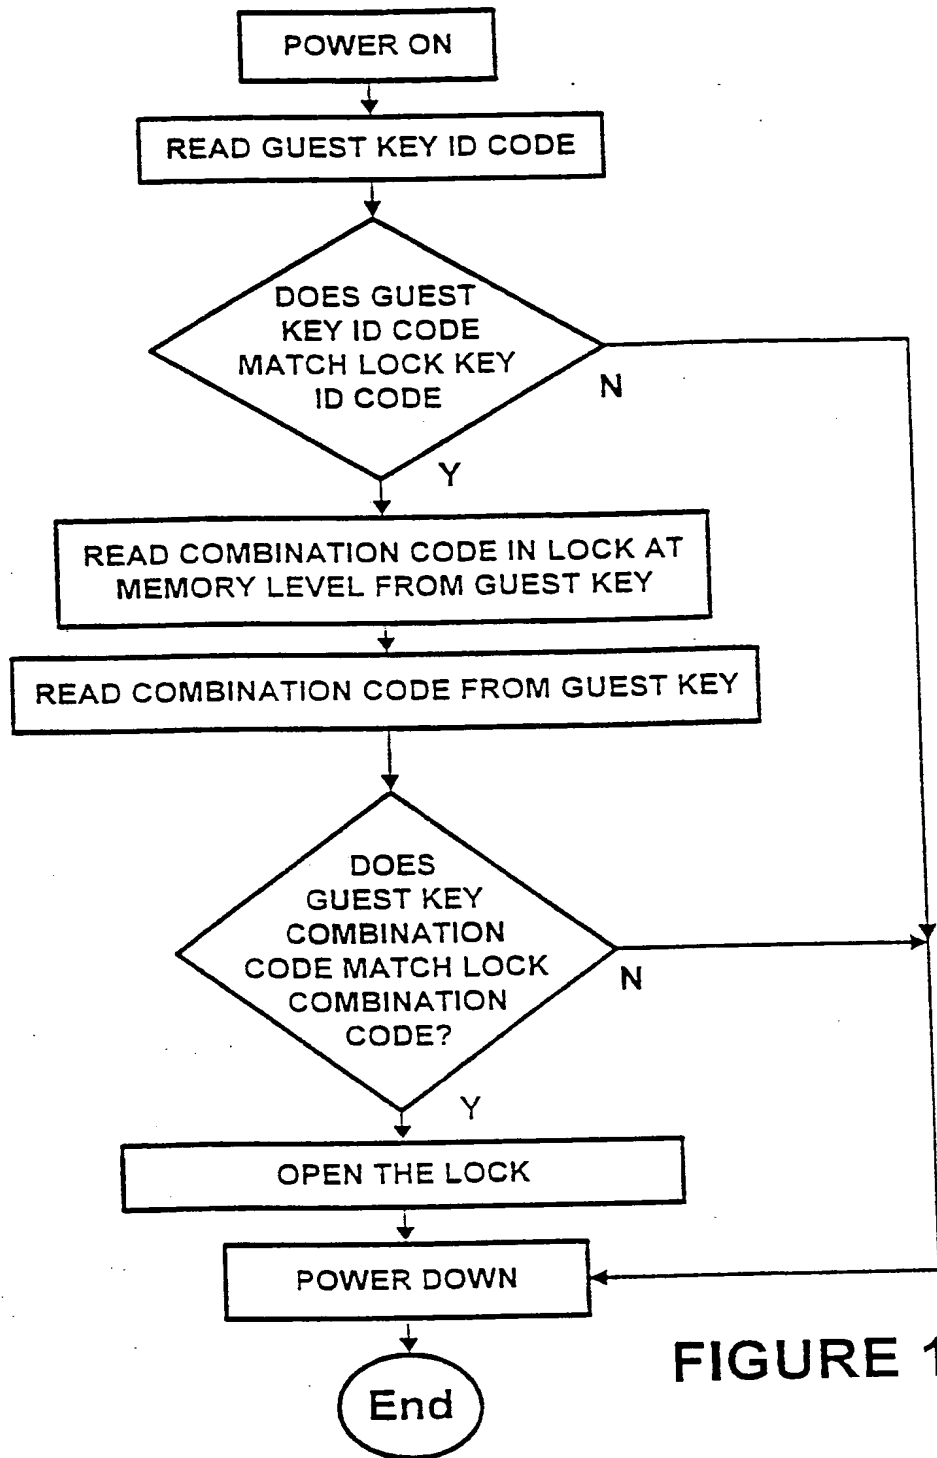 POWER ON
READ GUEST KEY ID CODE
DOES GUEST
KEY ID CODE
MATCH LOCK KEY
ID CODE
N
Y
READ COMBINATION CODE IN LOCK AT
MEMORY LEVEL FROM GUEST KEY
READ COMBINATION CODE FROM GUEST KEY
DOES
GUEST KEY
COMBINATION
CODE MATCH LOCK
COMBINATION
CODE?
N
Y
OPEN THE LOCK
POWER DOWN
End
FIGURE 1